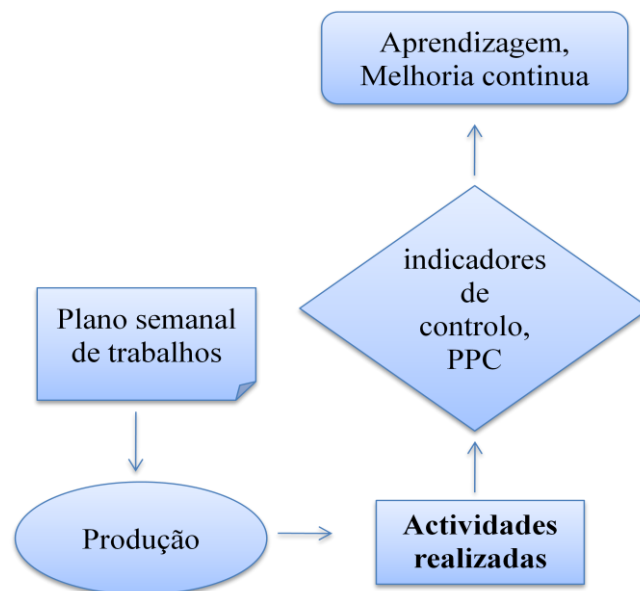 Aprendizagem,
Melhoria continua
indicadores
de
controlo,
PPC
Plano semanal
de trabalhos
Produção
Actividades
realizadas